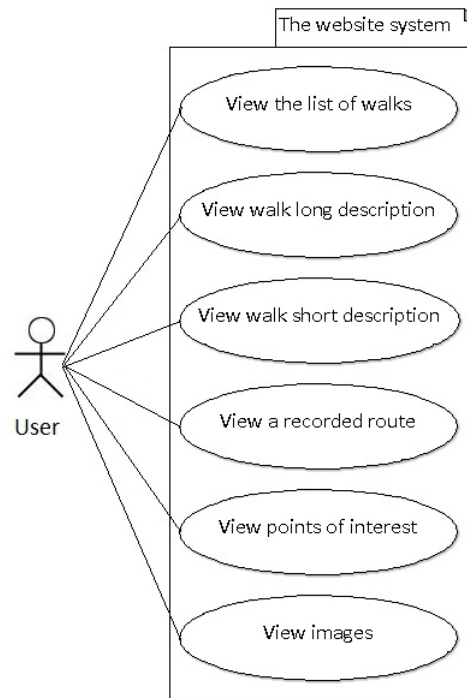 The website system
View the list of walks
View walk long description
View walk short description
User
View a recorded route
View points of interest
View images